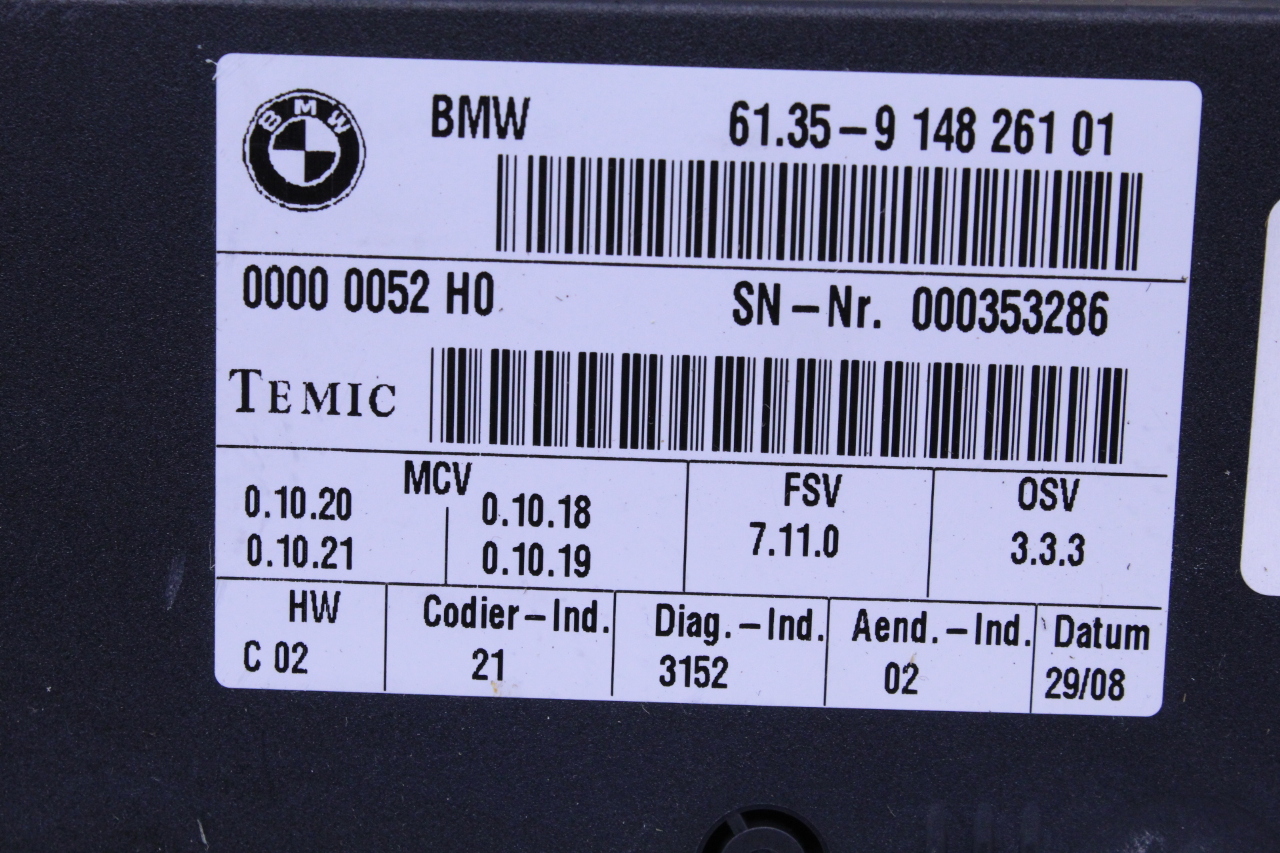 BMW
BMW 61.35-9 148 261 01
0000 0052 H0 SN-Nr. 000353286
TEMIC
MCV FSV OSV
0.10.20 0.10.18 7.11.0 3.3.3
0.10.21 0.10.19
HW Codier-Ind. Diag.-Ind. Aend.-Ind. Datum
C 02 21 3152 02 29/08